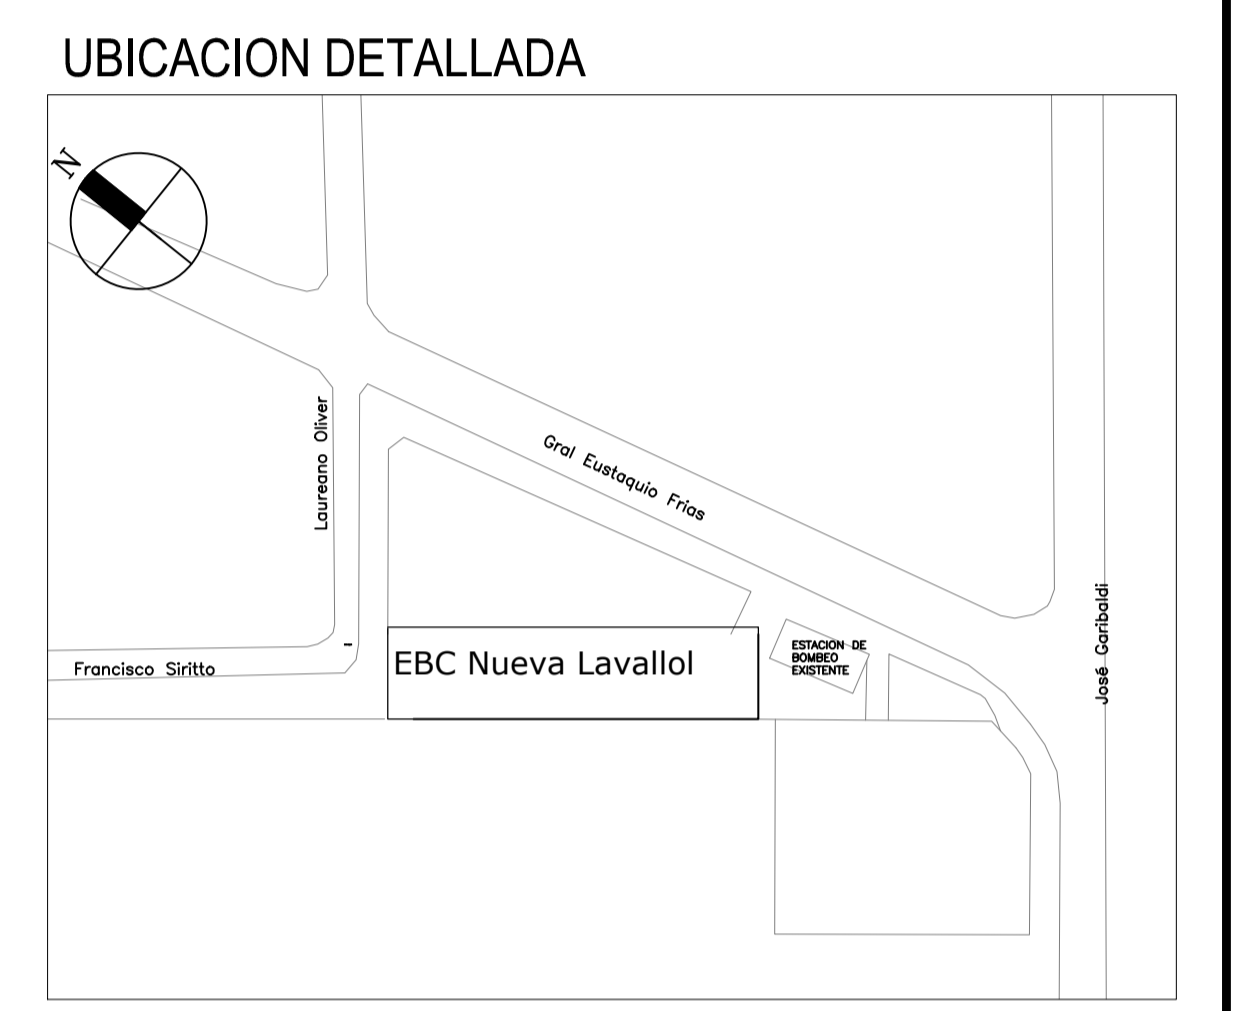 UBICACION DETALLADA
N
Laureano Oliver
Gral Eustaquio Frias
José Garibaldi
Francisco Siritto
EBC Nueva Lavallol
ESTACION DE
BOMBEO
EXISTENTE